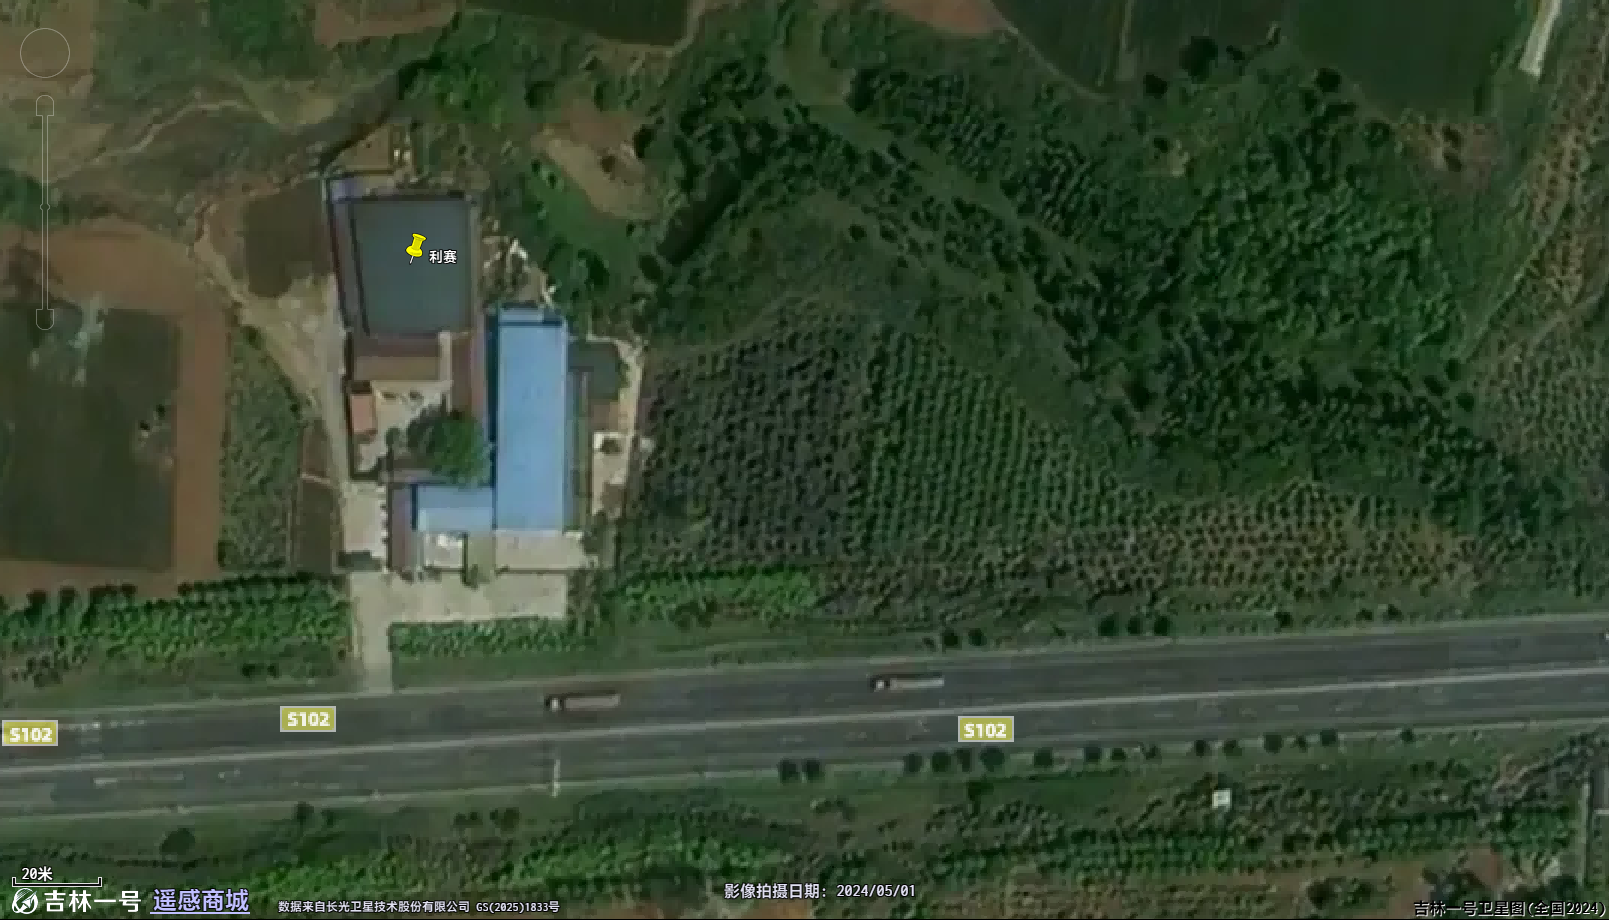 利赛
S102
S102
S102
20米
吉林一号 遥感商城
数据来自长光卫星技术股份有限公司 GS(2025)1833号
影像拍摄日期: 2024/05/01
吉林一号卫星图(全国2024)